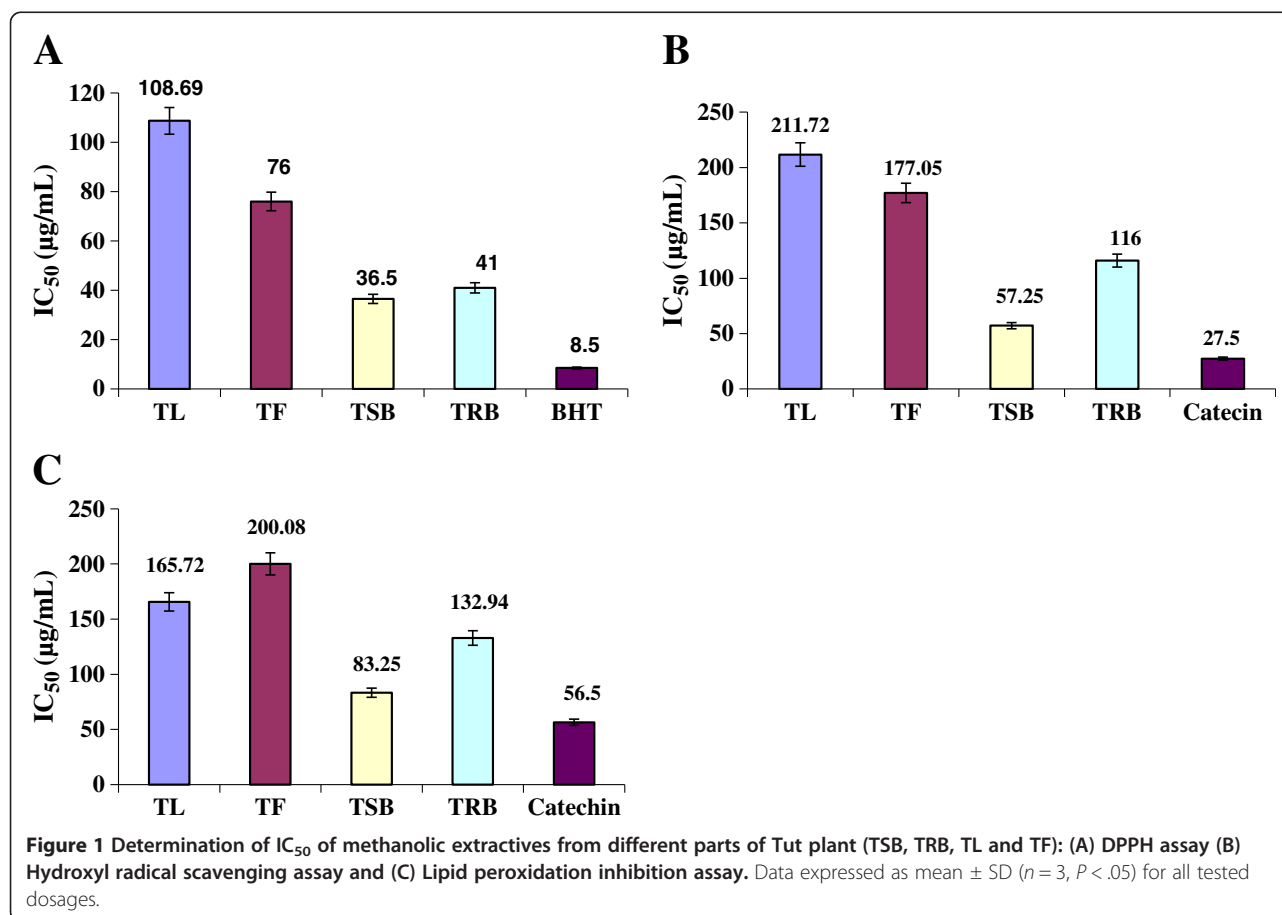 A
IC50 (µg/mL)
120
100
80
60
40
20
0
108.69
76
36.5
41
8.5
TL TF TSB TRB BHT
B
IC50 (µg/mL)
250
200
150
100
50
0
211.72
177.05
57.25
116
27.5
TL TF TSB TRB Catecin
C
IC50 (µg/mL)
250
200
150
100
50
0
165.72
200.08
83.25
132.94
56.5
TL TF TSB TRB Catechin
Figure 1 Determination of IC50 of methanolic extractives from different parts of Tut plant (TSB, TRB, TL and TF): (A) DPPH assay (B)
Hydroxyl radical scavenging assay and (C) Lipid peroxidation inhibition assay. Data expressed as mean ± SD (n = 3, P < .05) for all tested
dosages.